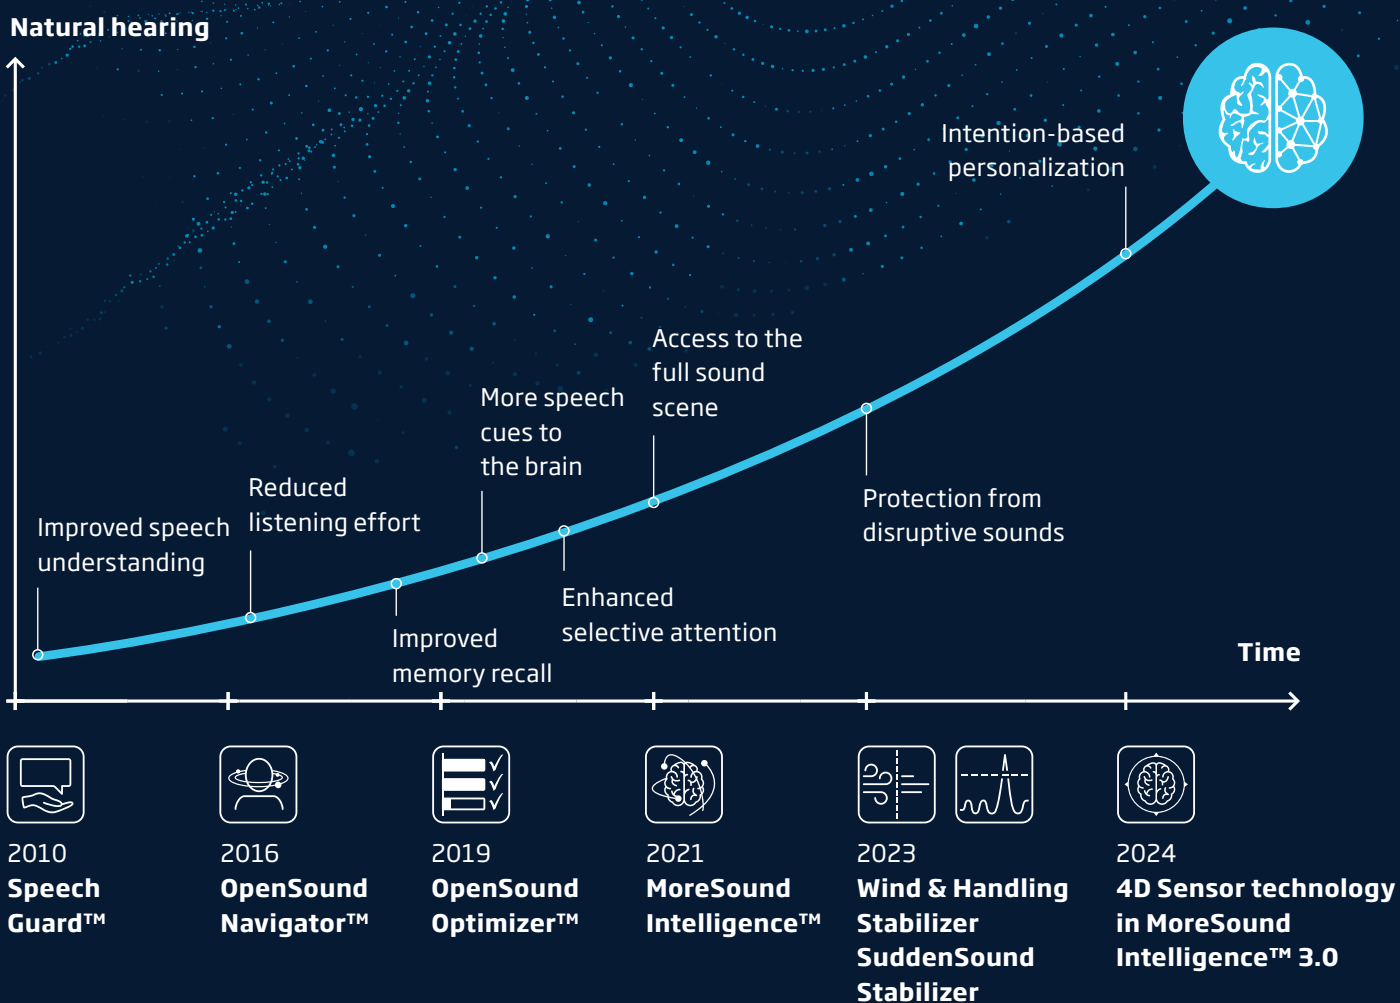 Natural hearing
Intention-based
personalization
Access to the
full sound
scene
More speech
cues to
the brain
Reduced
listening effort
Improved speech
understanding
Protection from
disruptive sounds
Enhanced
selective attention
Improved
memory recall
Time
2010
Speech
Guard™
2016
OpenSound
Navigator™
2019
OpenSound
Optimizer™
2021
MoreSound
Intelligence™
2023
Wind & Handling
Stabilizer
SuddenSound
Stabilizer
2024
4D Sensor technology
in MoreSound
Intelligence™ 3.0